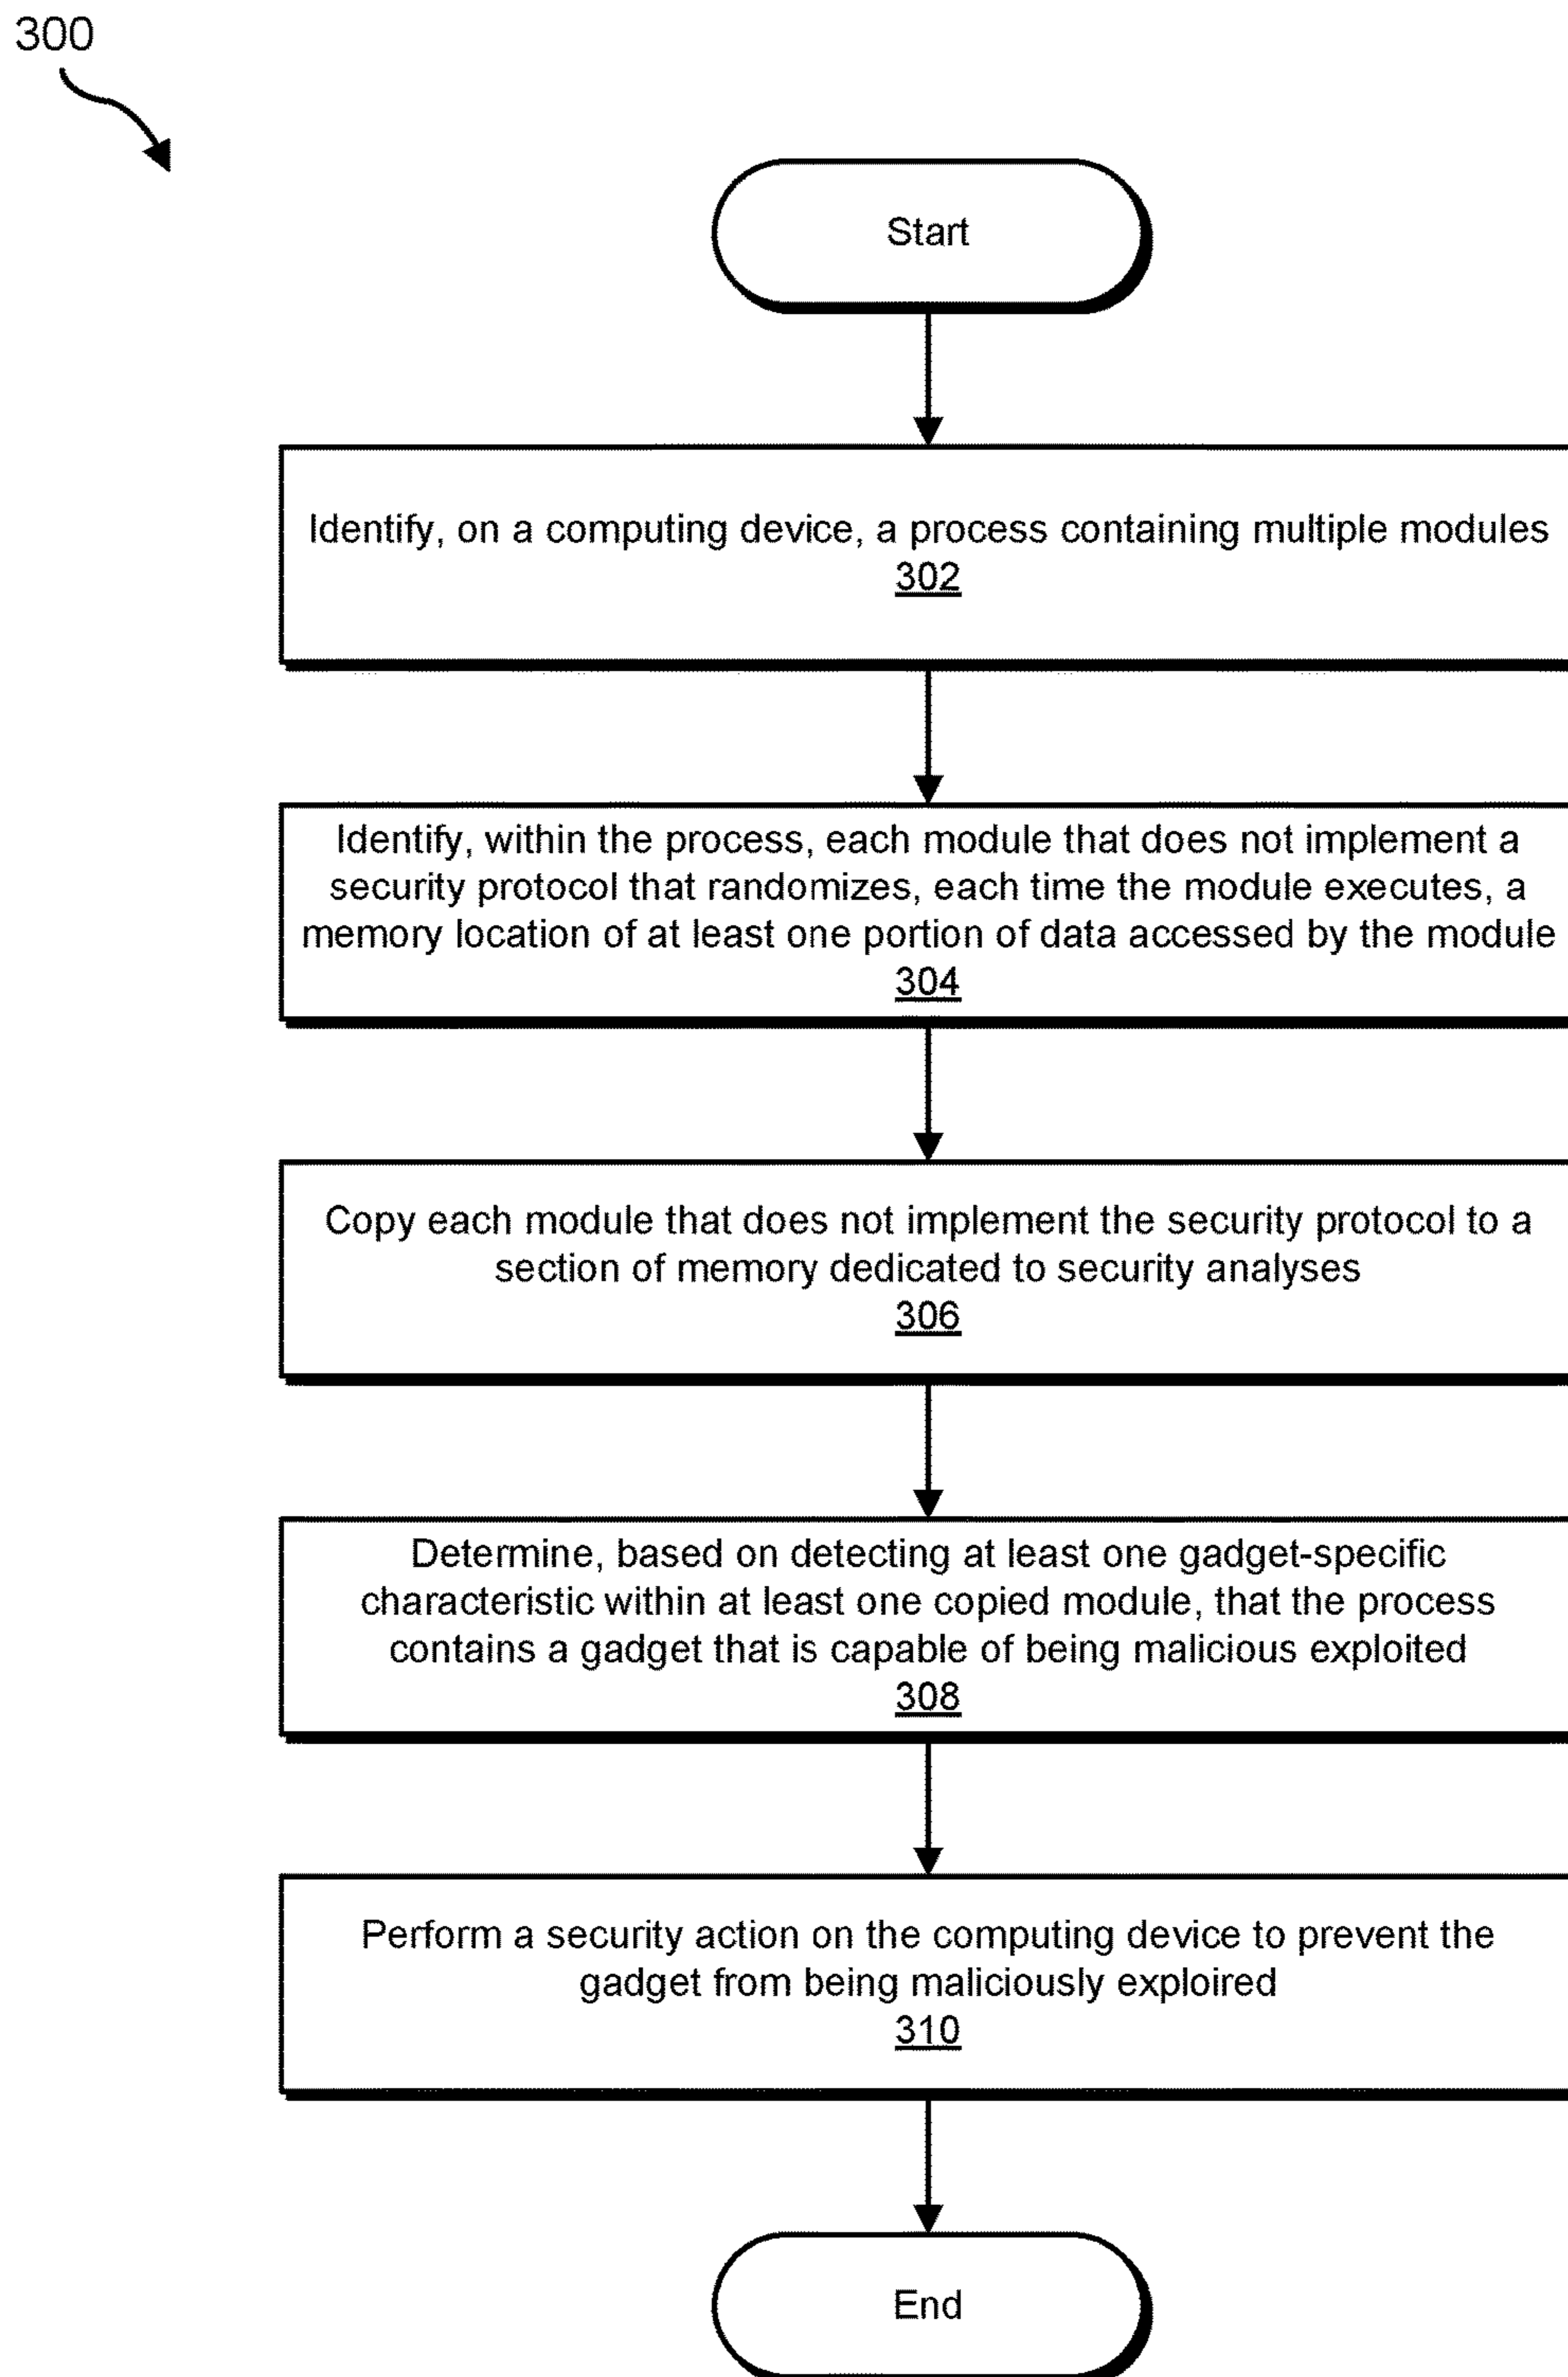 300
Start
Identify, on a computing device, a process containing multiple modules
302
Identify, within the process, each module that does not implement a
security protocol that randomizes, each time the module executes, a
memory location of at least one portion of data accessed by the module
304
Copy each module that does not implement the security protocol to a
section of memory dedicated to security analyses
306
Determine, based on detecting at least one gadget-specific
characteristic within at least one copied module, that the process
contains a gadget that is capable of being malicious exploited
308
Perform a security action on the computing device to prevent the
gadget from being maliciously exploired
310
End